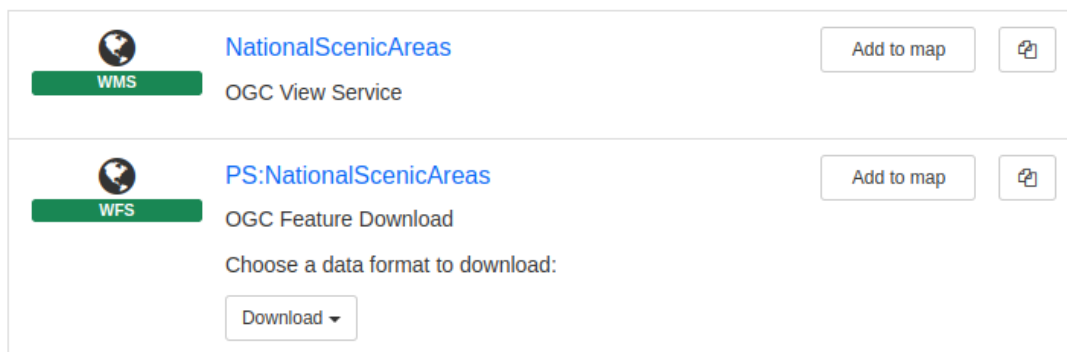 NationalScenicAreas
Add to map
WMS
OGC View Service
PS:NationalScenicAreas
Add to map
WFS
OGC Feature Download
Choose a data format to download:
Download